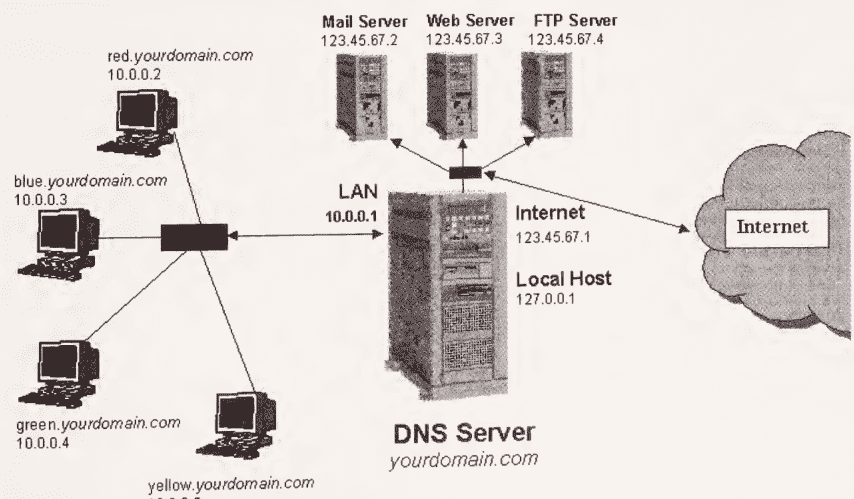 Mail Server
123.45.67.2
Web Server
123.45.67.3
FTP Server
123.45.67.4
red.yourdomain.com
10.0.0.2
blue.yourdomain.com
10.0.0.3
LAN
10.0.0.1
Internet
123.45.67.1
Local Host
127.0.0.1
Internet
green.yourdomain.com
10.0.0.4
DNS Server
yourdomain.com
yellow.yourdomain.com